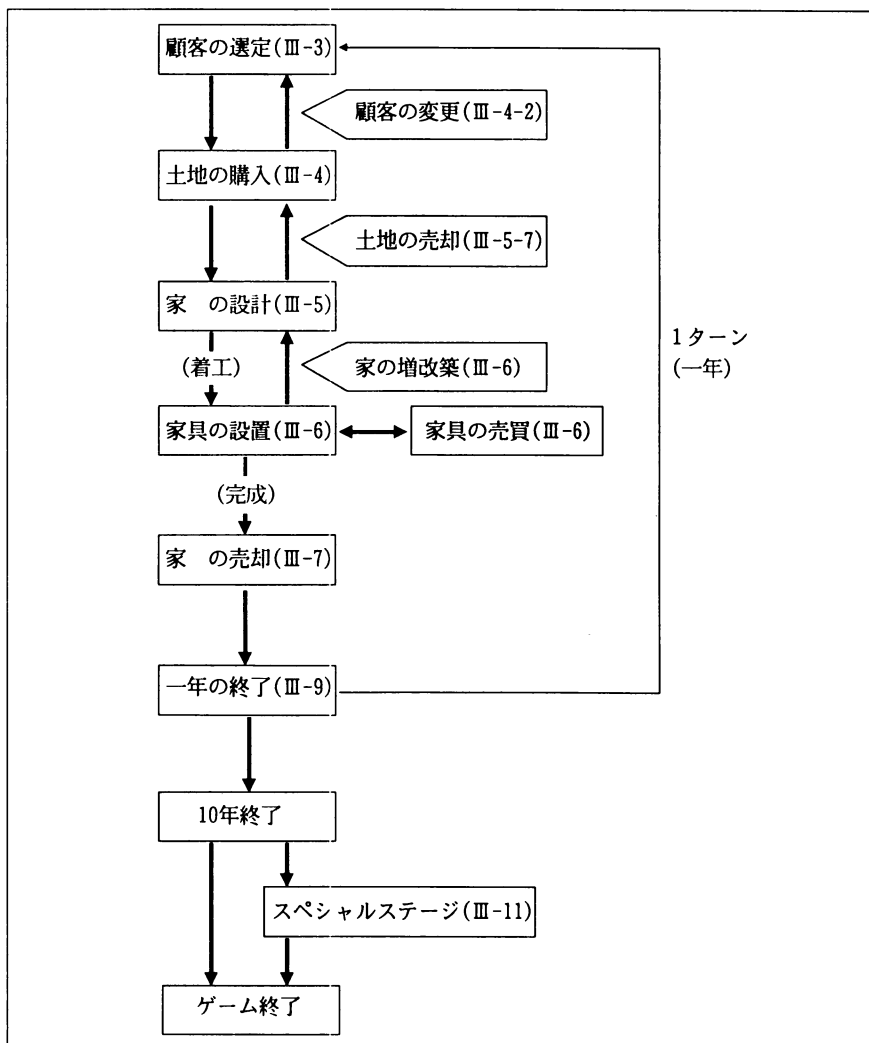 顧客の選定(Ⅲ-3)
顧客の変更(Ⅲ-4-2)
土地の購入(Ⅲ-4)
土地の売却(Ⅲ-5-7)
家　の設計(Ⅲ-5)
1ターン
(一年)
(着工)
家の増改築(Ⅲ-6)
家具の設置(Ⅲ-6)
家具の売買(Ⅲ-6)
(完成)
家　の売却(Ⅲ-7)
一年の終了(Ⅲ-9)
10年終了
スペシャルステージ(Ⅲ-11)
ゲーム終了